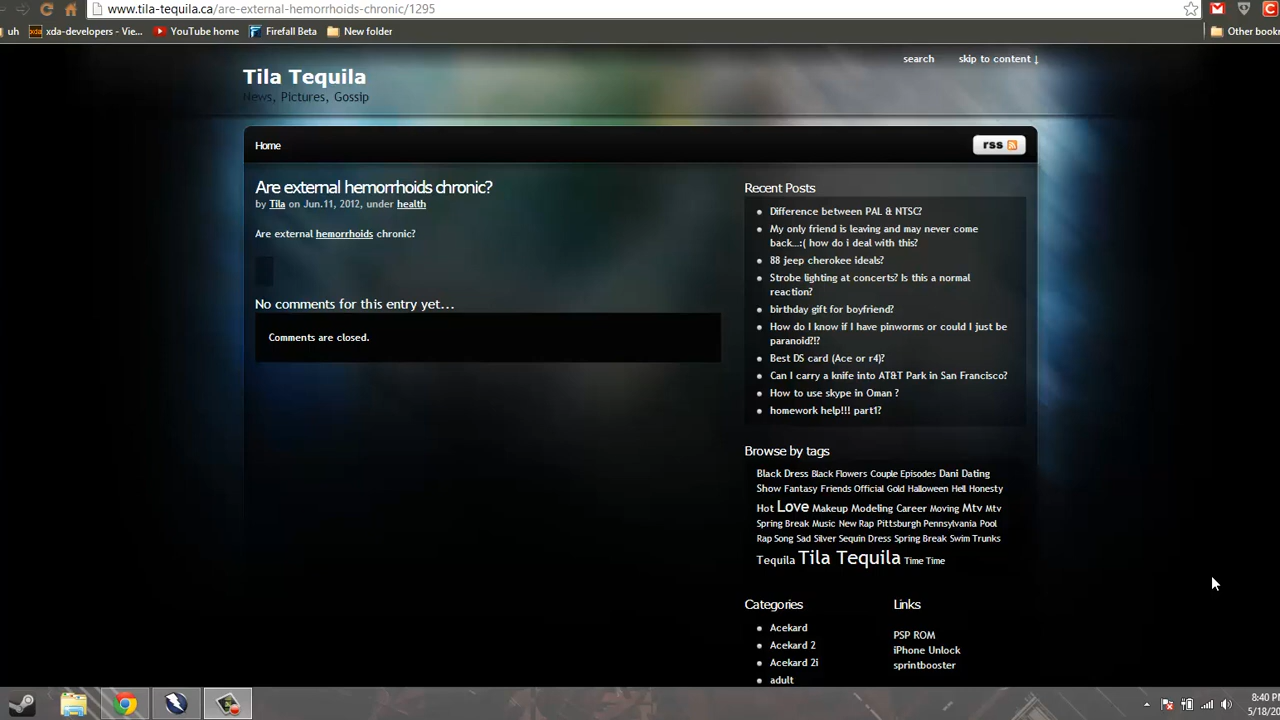 www.tila-tequila.ca/are-external-hemorrhoids-chronic/1295
uh xda-developers - Vie... YouTube home Firefall Beta New folder Other bookm
search skip to content ↓
Tila Tequila
News, Pictures, Gossip
Home
rss
Are external hemorrhoids chronic?
by Tila on Jun.11, 2012, under health
Are external hemorrhoids chronic?
No comments for this entry yet...
Comments are closed.
Recent Posts
Difference between PAL & NTSC?
My only friend is leaving and may never come
back...:( how do i deal with this?
88 jeep cherokee ideals?
Strobe lighting at concerts? Is this a normal
reaction?
birthday gift for boyfriend?
How do I know if I have pinworms or could I just be
paranoid?!?
Best DS card (Ace or r4)?
Can I carry a knife into AT&T Park in San Francisco?
How to use skype in Oman ?
homework help!!! part1?
Browse by tags
Black Dress Black Flowers Couple Episodes Dani Dating
Show Fantasy Friends Official Gold Halloween Hell Honesty
Hot Love Makeup Modeling Career Moving Mtv Mtv
Spring Break Music New Rap Pittsburgh Pennsylvania Pool
Rap Song Sad Silver Sequin Dress Spring Break Swim Trunks
Tequila Tila Tequila Time Time
Categories
Acekard
Acekard 2
Acekard 2i
adult
Links
PSP ROM
iPhone Unlock
sprintbooster
8:40 PM
5/18/20